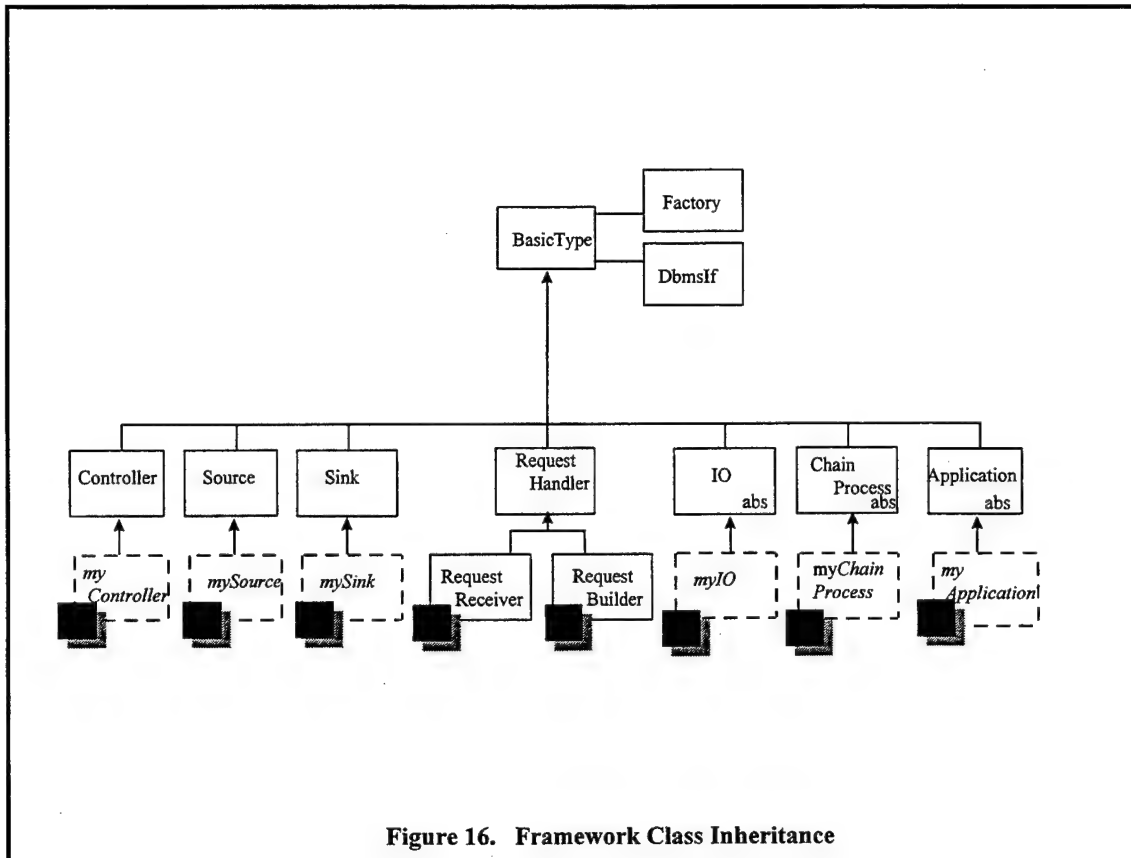 Factory
BasicType
DbmsIf
Controller
Source
Sink
Request
Handler
IO
abs
Chain
Process
abs
Application
abs
my
Controller
mySource
mySink
Request
Receiver
Request
Builder
myIO
myChain
Process
my
Application
Figure 16. Framework Class Inheritance